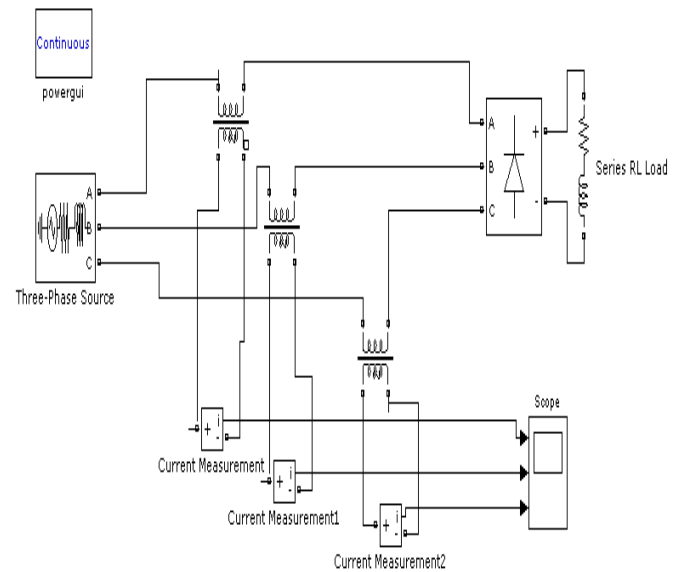 Continuous
powergui
A
B
C
Three-Phase Source
A
B
C
+
-
Series RL Load
+
i
-
Current Measurement
+
i
-
Current Measurement1
+
i
-
Current Measurement2
Scope